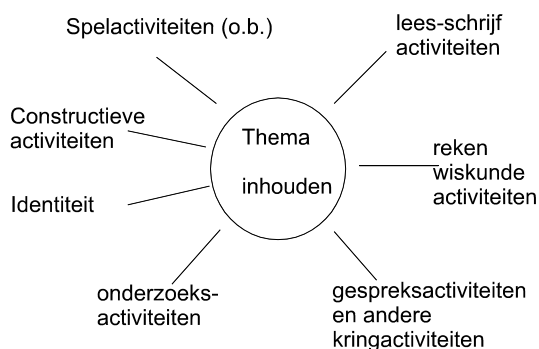 Spelactiviteiten (o.b.)
lees-schrijf
activiteiten
Constructieve
activiteiten
Thema
inhouden
reken
wiskunde
activiteiten
Identiteit
onderzoeks-
activiteiten
gespreksactiviteiten
en andere
kringactiviteiten